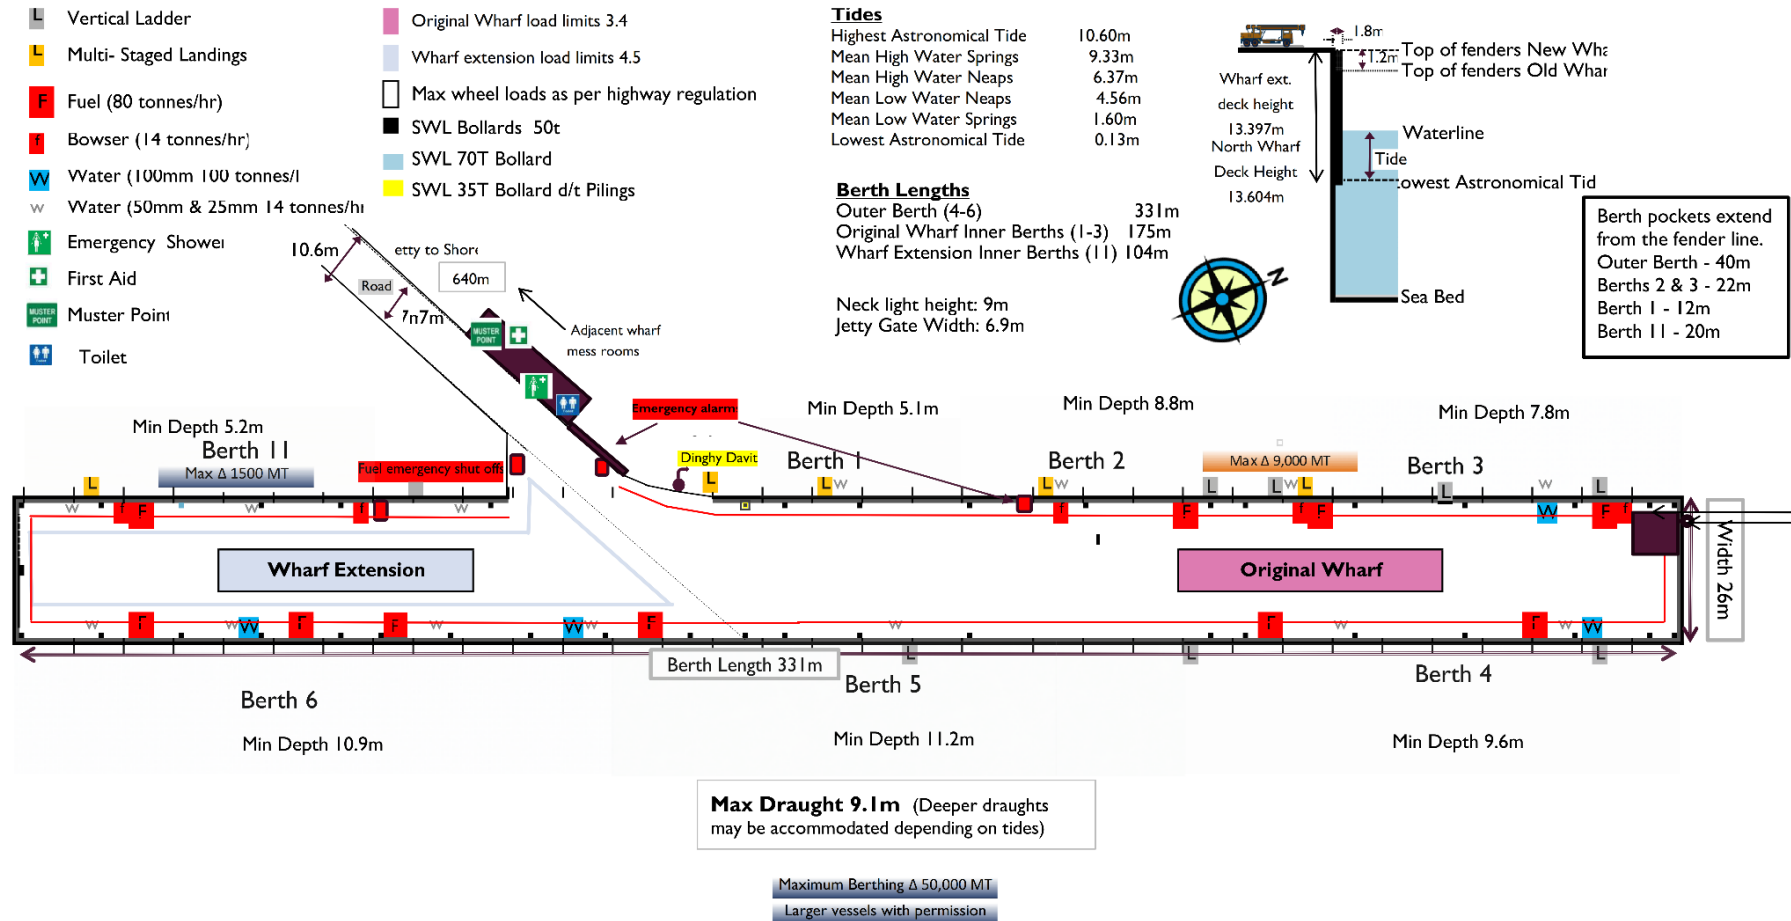 Vertical Ladder
Multi- Staged Landings
Fuel (80 tonnes/hr)
Bowser (14 tonnes/hr)
Water (100mm 100 tonnes/
Water (50mm & 25mm 14 tonnes/hr
Emergency Shower
First Aid
Muster Point
Toilet
Original Wharf load limits 3.4
Wharf extension load limits 4.5
Max wheel loads as per highway regulation
SWL Bollards 50t
SWL 70T Bollard
SWL 35T Bollard d/t Pilings
Tides
Highest Astronomical Tide 10.60m
Mean High Water Springs 9.33m
Mean High Water Neaps 6.37m
Mean Low Water Neaps 4.56m
Mean Low Water Springs 1.60m
Lowest Astronomical Tide 0.13m
Berth Lengths
Outer Berth (4-6) 331m
Original Wharf Inner Berths (1-3) 175m
Wharf Extension Inner Berths (11) 104m
Neck light height: 9m
Jetty Gate Width: 6.9m
1.8m
1.2m
Top of fenders New Wha
Top of fenders Old Whar
Wharf ext.
deck height
13.397m
North Wharf
Deck Height
13.604m
Waterline
Tide
owest Astronomical Tid
Sea Bed
N
Berth pockets extend
from the fender line.
Outer Berth - 40m
Berths 2 & 3 - 22m
Berth 1 - 12m
Berth 11 - 20m
10.6m
etty to Shore
640m
Road
7m
MUSTER
POINT
Adjacent wharf
mess rooms
Emergency alarm
Min Depth 5.2m
Berth 11
Max Δ 1500 MT
Fuel emergency shut offs
Dinghy Davit
Min Depth 5.1m
Berth 1
Min Depth 8.8m
Berth 2
Max Δ 9,000 MT
Min Depth 7.8m
Berth 3
Wharf Extension
Original Wharf
Width 26m
Berth Length 331m
Berth 6
Min Depth 10.9m
Berth 5
Min Depth 11.2m
Berth 4
Min Depth 9.6m
Max Draught 9.1m (Deeper draughts
may be accommodated depending on tides)
Maximum Berthing Δ 50,000 MT
Larger vessels with permission